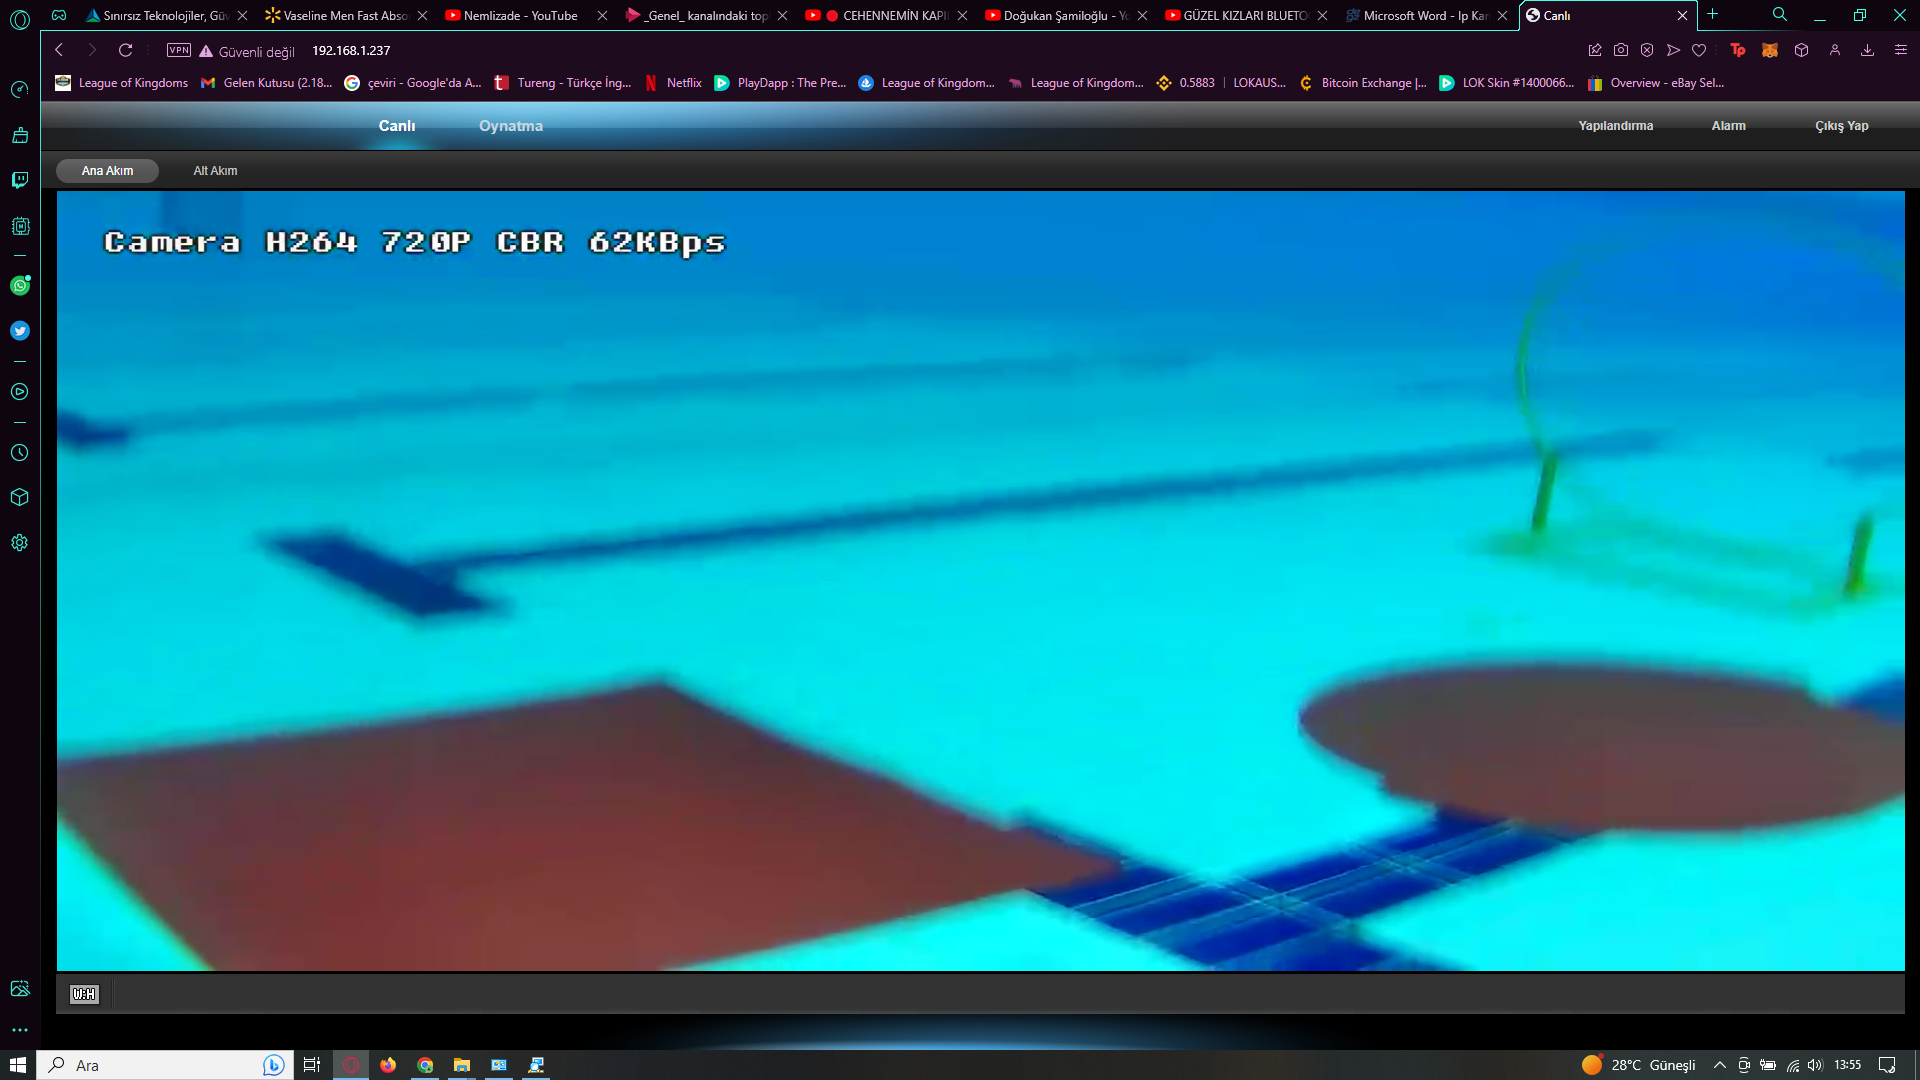 Sınırsız Teknolojiler, Güv
Vaseline Men Fast Abso
Nemlizade - YouTube
_Genel_ kanalındaki top
CEHENNEMİN KAPI
Doğukan Şamiloğlu - Yo
GÜZEL KIZLARI BLUETO
Microsoft Word - Ip Kam
Canlı
VPN
Güvenli değil
192.168.1.237
Tp
League of Kingdoms
Gelen Kutusu (2.18...
çeviri - Google'da A...
Tureng - Türkçe İng...
Netflix
PlayDapp : The Pre...
League of Kingdom...
League of Kingdom...
0.5883 | LOKAUS...
Bitcoin Exchange |...
LOK Skin #1400066...
Overview - eBay Sel...
Canlı
Oynatma
Yapılandırma
Alarm
Çıkış Yap
Ana Akım
Alt Akım
Camera H264 720P CBR 62KBps
W:H
Ara
28°C Güneşli
13:55